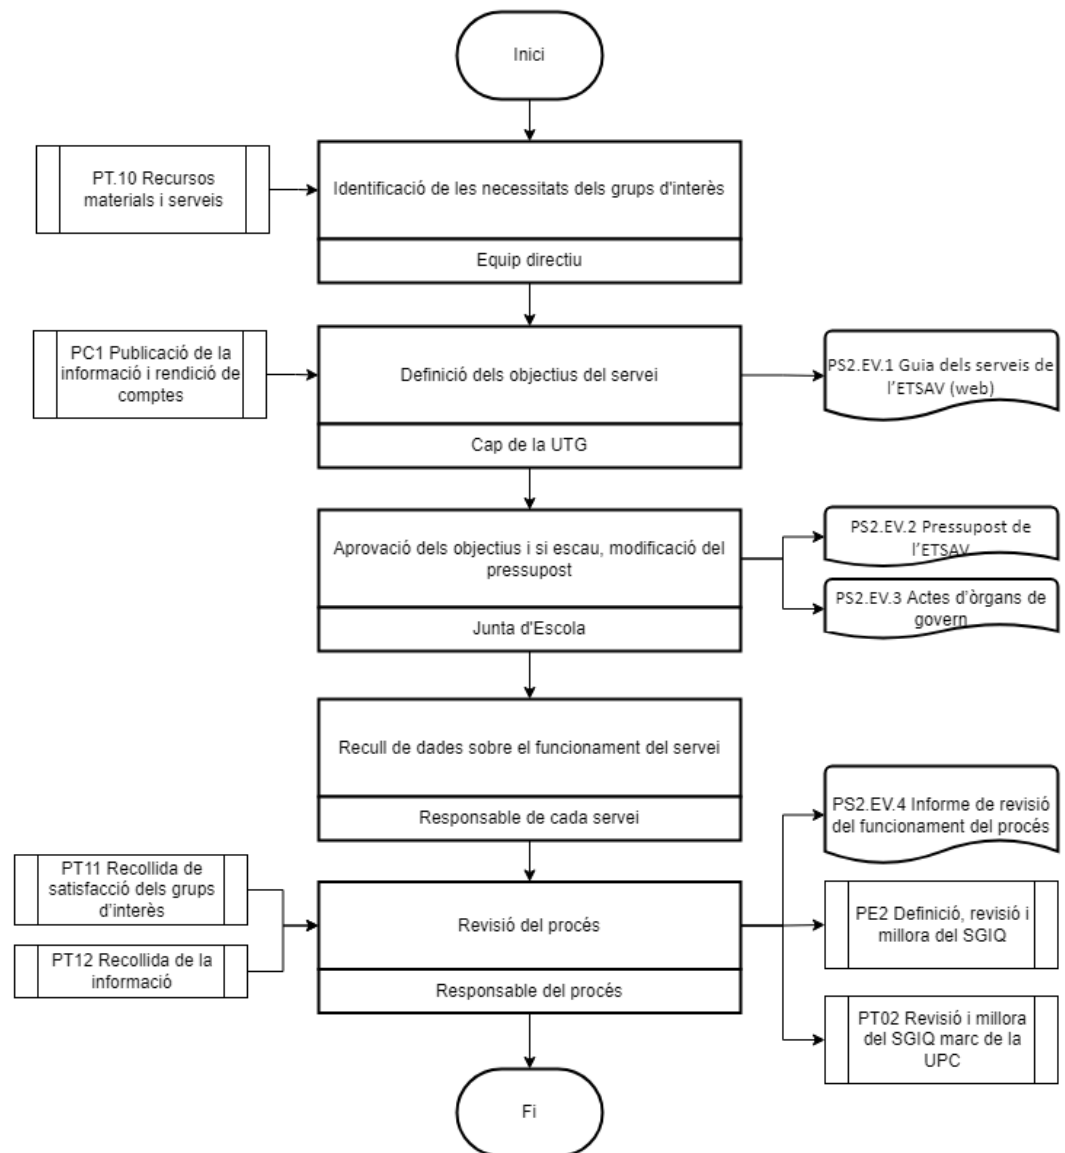 Inici
PT.10 Recursos
materials i serveis
Identificació de les necessitats dels grups d'interès
Equip directiu
PC1 Publicació de la
informació i rendició de
comptes
Definició dels objectius del servei
Cap de la UTG
PS2.EV.1 Guia dels serveis de
l’ETSAV (web)
Aprovació dels objectius i si escau, modificació del
pressupost
Junta d'Escola
PS2.EV.2 Pressupost de
l’ETSAV
PS2.EV.3 Actes d’òrgans de
govern
Recull de dades sobre el funcionament del servei
Responsable de cada servei
PS2.EV.4 Informe de revisió
del funcionament del procés
PT11 Recollida de
satisfacció dels grups
d’interès
PT12 Recollida de la
informació
Revisió del procés
Responsable del procés
PE2 Definició, revisió i
millora del SGIQ
PT02 Revisió i millora
del SGIQ marc de la
UPC
Fi